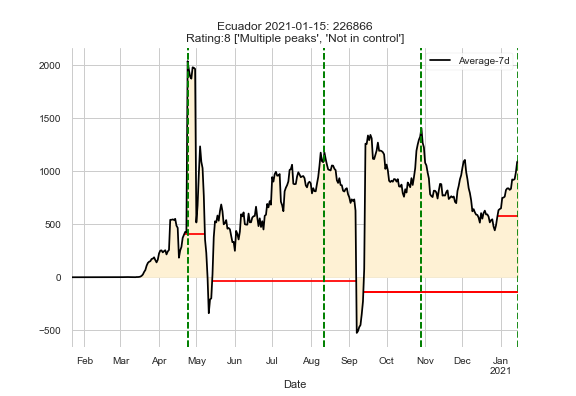 Ecuador 2021-01-15: 226866
Rating:8 ['Multiple peaks', 'Not in control']
Average-7d
2000
1500
1000
500
0
−500
Feb Mar Apr May Jun Jul Aug Sep Oct Nov Dec Jan
2021
Date